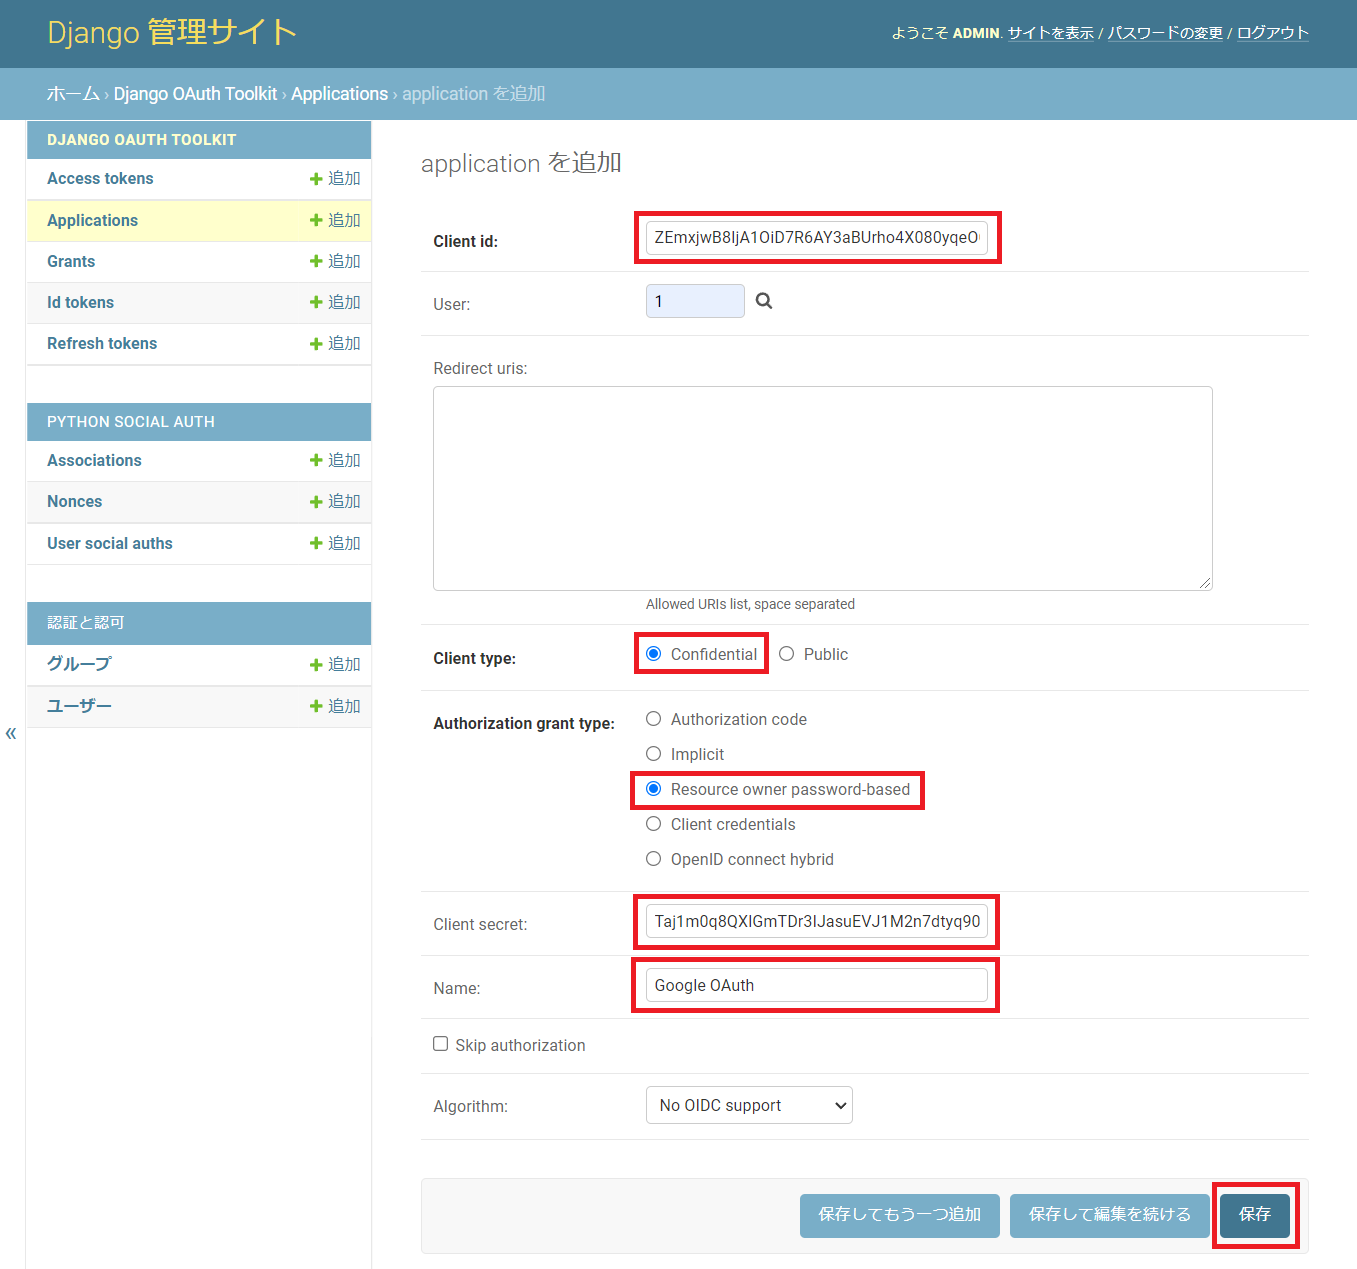 Django 管理サイト
ようこそ ADMIN. サイトを表示 / パスワードの変更 / ログアウト
ホーム › Django OAuth Toolkit › Applications › application を追加
DJANGO OAUTH TOOLKIT
Access tokens 追加
Applications 追加
Grants 追加
Id tokens 追加
Refresh tokens 追加
PYTHON SOCIAL AUTH
Associations 追加
Nonces 追加
User social auths 追加
認証と認可
グループ 追加
ユーザー 追加
«
application を追加
Client id: ZEmxjwB8IjA1OiD7R6AY3aBUrho4X080yqeO
User: 1
Redirect uris:
Allowed URIs list, space separated
Client type: Confidential Public
Authorization grant type: Authorization code
Implicit
Resource owner password-based
Client credentials
OpenID connect hybrid
Client secret: Taj1m0q8QXIGmTDr3IJasuEVJ1M2n7dtyq90
Name: Google OAuth
Skip authorization
Algorithm: No OIDC support
保存してもう一つ追加 保存して編集を続ける 保存